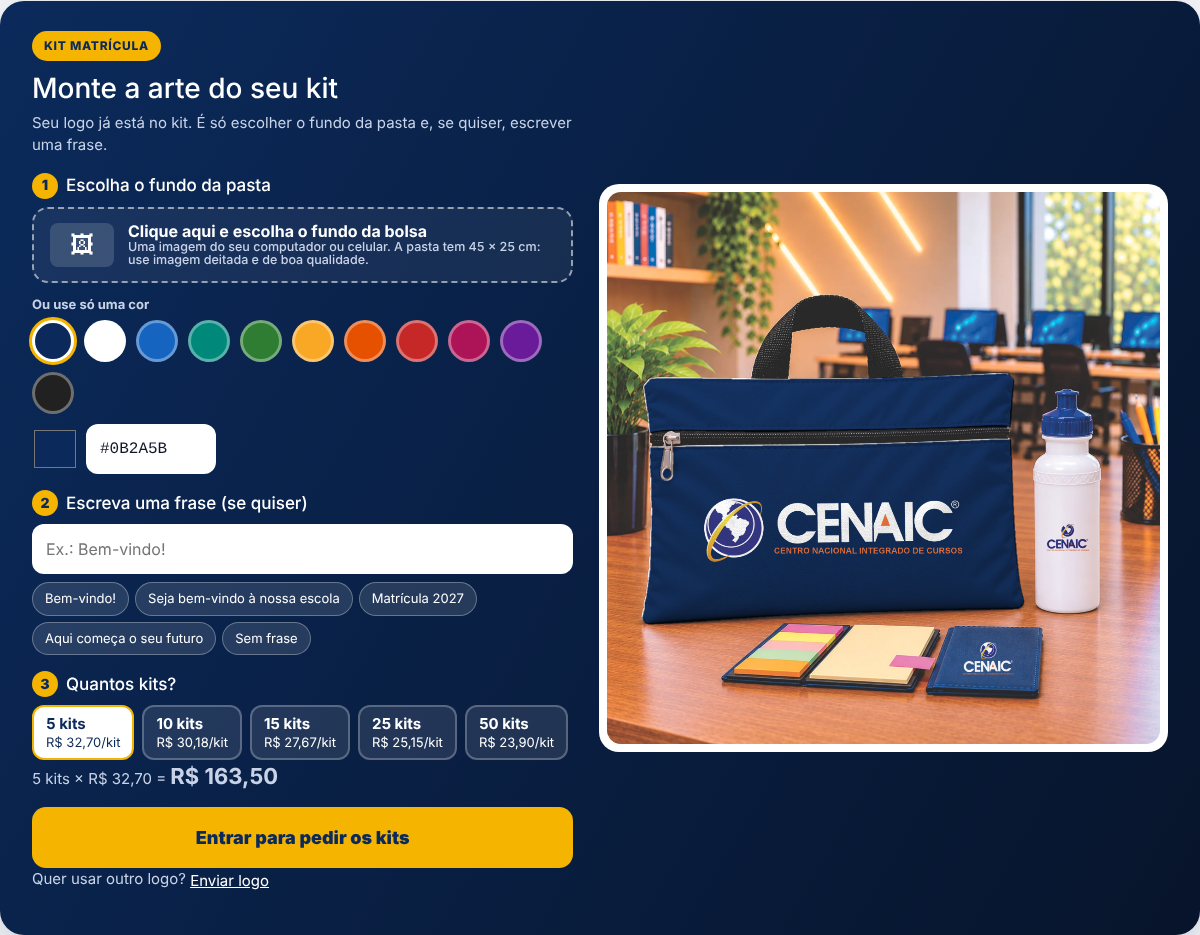 KIT MATRÍCULA
Monte a arte do seu kit
Seu logo já está no kit. É só escolher o fundo da pasta e, se quiser, escrever
uma frase.
1 Escolha o fundo da pasta
Clique aqui e escolha o fundo da bolsa
Uma imagem do seu computador ou celular. A pasta tem 45 × 25 cm:
use imagem deitada e de boa qualidade.
Ou use só uma cor
#0B2A5B
2 Escreva uma frase (se quiser)
Ex.: Bem-vindo!
Bem-vindo! Seja bem-vindo à nossa escola Matrícula 2027
Aqui começa o seu futuro Sem frase
3 Quantos kits?
5 kits 10 kits 15 kits 25 kits 50 kits
R$ 32,70/kit R$ 30,18/kit R$ 27,67/kit R$ 25,15/kit R$ 23,90/kit
5 kits × R$ 32,70 = R$ 163,50
Entrar para pedir os kits
Quer usar outro logo? Enviar logo
CENAIC®
CENTRO NACIONAL INTEGRADO DE CURSOS
CENAIC
CENAIC